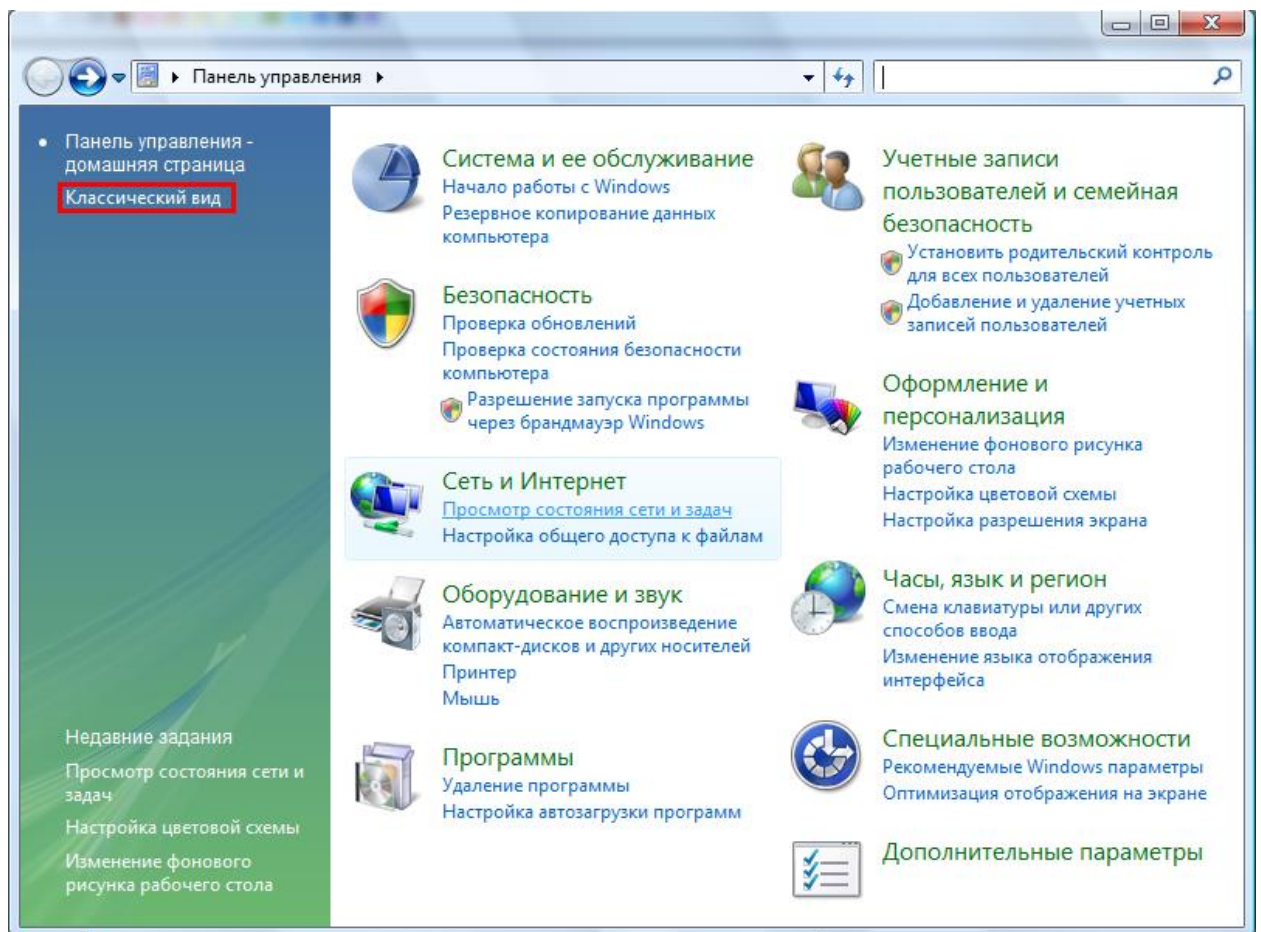 Панель управления
Панель управления -
домашняя страница
Классический вид
Недавние задания
Просмотр состояния сети и
задач
Настройка цветовой схемы
Изменение фонового
рисунка рабочего стола
Система и ее обслуживание
Начало работы с Windows
Резервное копирование данных
компьютера
Безопасность
Проверка обновлений
Проверка состояния безопасности
компьютера
Разрешение запуска программы
через брандмауэр Windows
Сеть и Интернет
Просмотр состояния сети и задач
Настройка общего доступа к файлам
Оборудование и звук
Автоматическое воспроизведение
компакт-дисков и других носителей
Принтер
Мышь
Программы
Удаление программы
Настройка автозагрузки программ
Учетные записи
пользователей и семейная
безопасность
Установить родительский контроль
для всех пользователей
Добавление и удаление учетных
записей пользователей
Оформление и
персонализация
Изменение фонового рисунка
рабочего стола
Настройка цветовой схемы
Настройка разрешения экрана
Часы, язык и регион
Смена клавиатуры или других
способов ввода
Изменение языка отображения
интерфейса
Специальные возможности
Рекомендуемые Windows параметры
Оптимизация отображения на экране
Дополнительные параметры